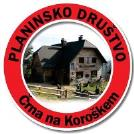 PLANINSKO DRUŠTVO
Črna na Koroškem